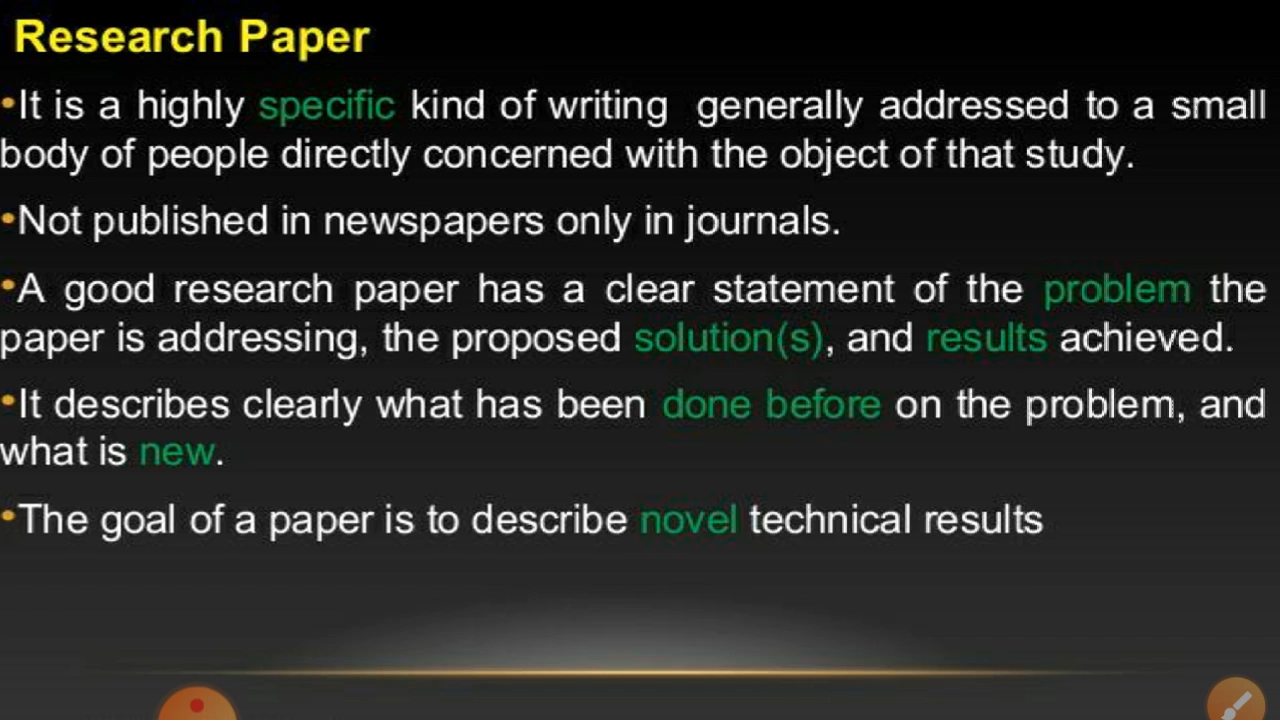 Research Paper
•It is a highly specific kind of writing generally addressed to a small
body of people directly concerned with the object of that study.
•Not published in newspapers only in journals.
•A good research paper has a clear statement of the problem the
paper is addressing, the proposed solution(s), and results achieved.
•It describes clearly what has been done before on the problem, and
what is new.
•The goal of a paper is to describe novel technical results